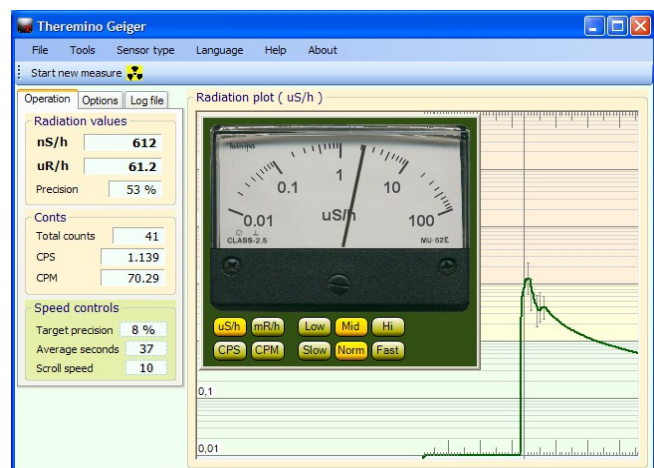 Theremino Geiger
File Tools Sensor type Language Help About
Start new measure
Operation Options Log file
Radiation values
nS/h 612
uR/h 61.2
Precision 53 %
Conts
Total counts 41
CPS 1.139
CPM 70.29
Speed controls
Target precision 8 %
Average seconds 37
Scroll speed 10
Radiation plot ( uS/h )
0.01 0.1 1 10 100
uS/h
CLASS-2.5 MU-52E
uS/h mR/h Low Mid Hi
CPS CPM Slow Norm Fast
0,1
0,01